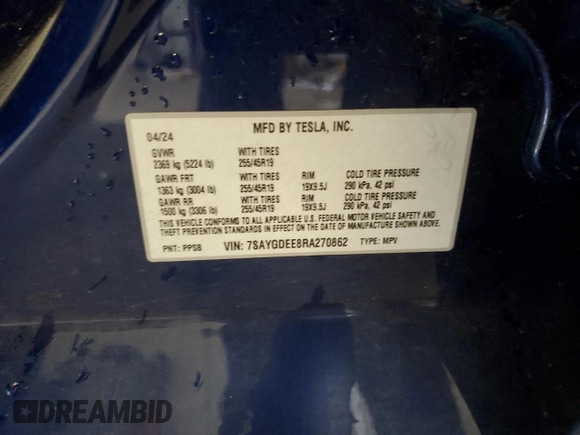 04/24 MFD BY TESLA, INC.
GVWR WITH TIRES
2369 kg (5224 lb) 255/45R19
GAWR FRT WITH TIRES RIM COLD TIRE PRESSURE
1363 kg (3004 lb) 255/45R19 19X9.5J 290 kPa, 42 psi
GAWR RR WITH TIRES RIM COLD TIRE PRESSURE
1500 kg (3306 lb) 255/45R19 19X9.5J 290 kPa, 42 psi
THIS VEHICLE CONFORMS TO ALL APPLICABLE U.S. FEDERAL MOTOR VEHICLE SAFETY AND
THEFT PREVENTION STANDARDS IN EFFECT ON THE DATE OF MANUFACTURE SHOWN ABOVE.
PNT: PPSB VIN: 7SAYGDEE8RA270862 TYPE: MPV
DREAMBID